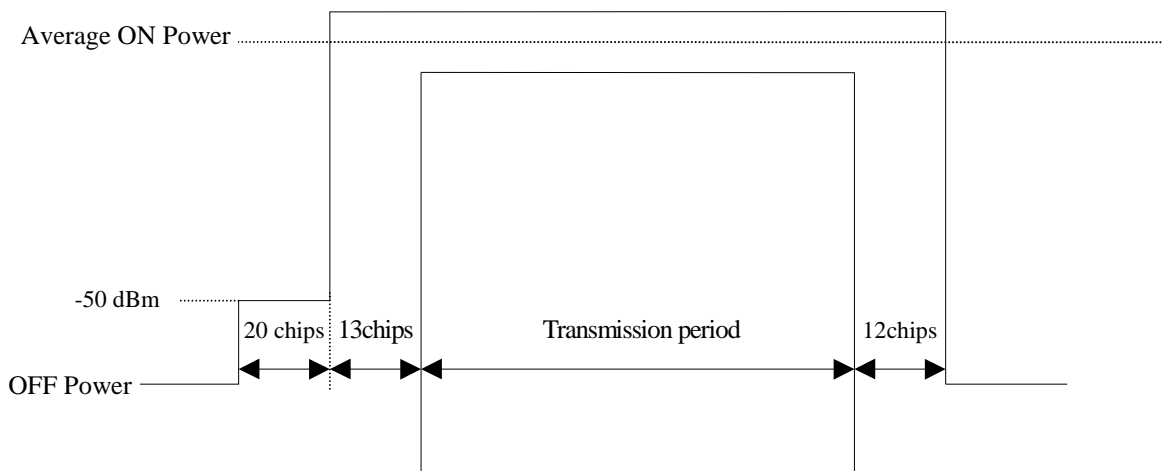 Average ON Power
-50 dBm
20 chips
13chips
Transmission period
12chips
OFF Power